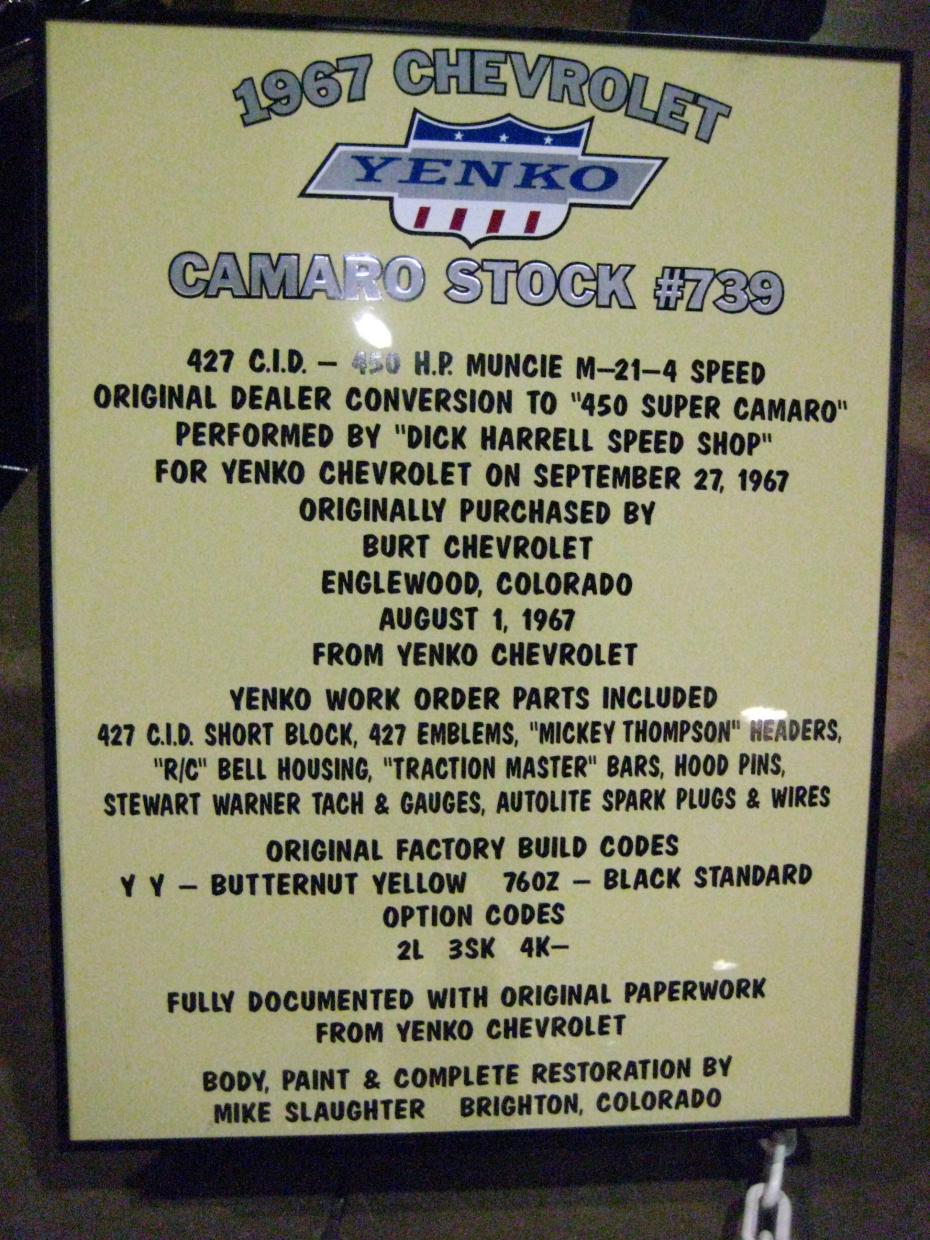 1967 CHEVROLET
YENKO
CAMARO STOCK #739
427 C.I.D. – 450 H.P. MUNCIE M–21–4 SPEED
ORIGINAL DEALER CONVERSION TO "450 SUPER CAMARO"
PERFORMED BY "DICK HARRELL SPEED SHOP"
FOR YENKO CHEVROLET ON SEPTEMBER 27, 1967
ORIGINALLY PURCHASED BY
BURT CHEVROLET
ENGLEWOOD, COLORADO
AUGUST 1, 1967
FROM YENKO CHEVROLET
YENKO WORK ORDER PARTS INCLUDED
427 C.I.D. SHORT BLOCK, 427 EMBLEMS, "MICKEY THOMPSON" HEADERS,
"R/C" BELL HOUSING, "TRACTION MASTER" BARS, HOOD PINS,
STEWART WARNER TACH & GAUGES, AUTOLITE SPARK PLUGS & WIRES
ORIGINAL FACTORY BUILD CODES
Y Y – BUTTERNUT YELLOW 760Z – BLACK STANDARD
OPTION CODES
2L 3SK 4K–
FULLY DOCUMENTED WITH ORIGINAL PAPERWORK
FROM YENKO CHEVROLET
BODY, PAINT & COMPLETE RESTORATION BY
MIKE SLAUGHTER BRIGHTON, COLORADO